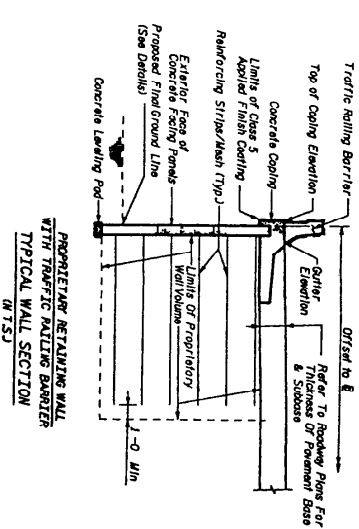 Traffic Railing Barrier
Top of Coping Elevation
Concrete Coping
Limits of Class 5
Applied Finish Coating
Reinforcing Strips/Mesh (Typ.)
Exterior Face of
Concrete Facing Panels
Proposed Final Ground Line
(See Details)
Concrete Leveling Pad
Offset to ₢
Gutter
Elevation
Refer To Roadway Plans For
Thickness Of Pavement Base
& Subbase
Limits Of Proprietary
Wall Volume
1'-0 Min
PROPRIETARY RETAINING WALL
WITH TRAFFIC RAILING BARRIER
TYPICAL WALL SECTION
(N.T.S.)